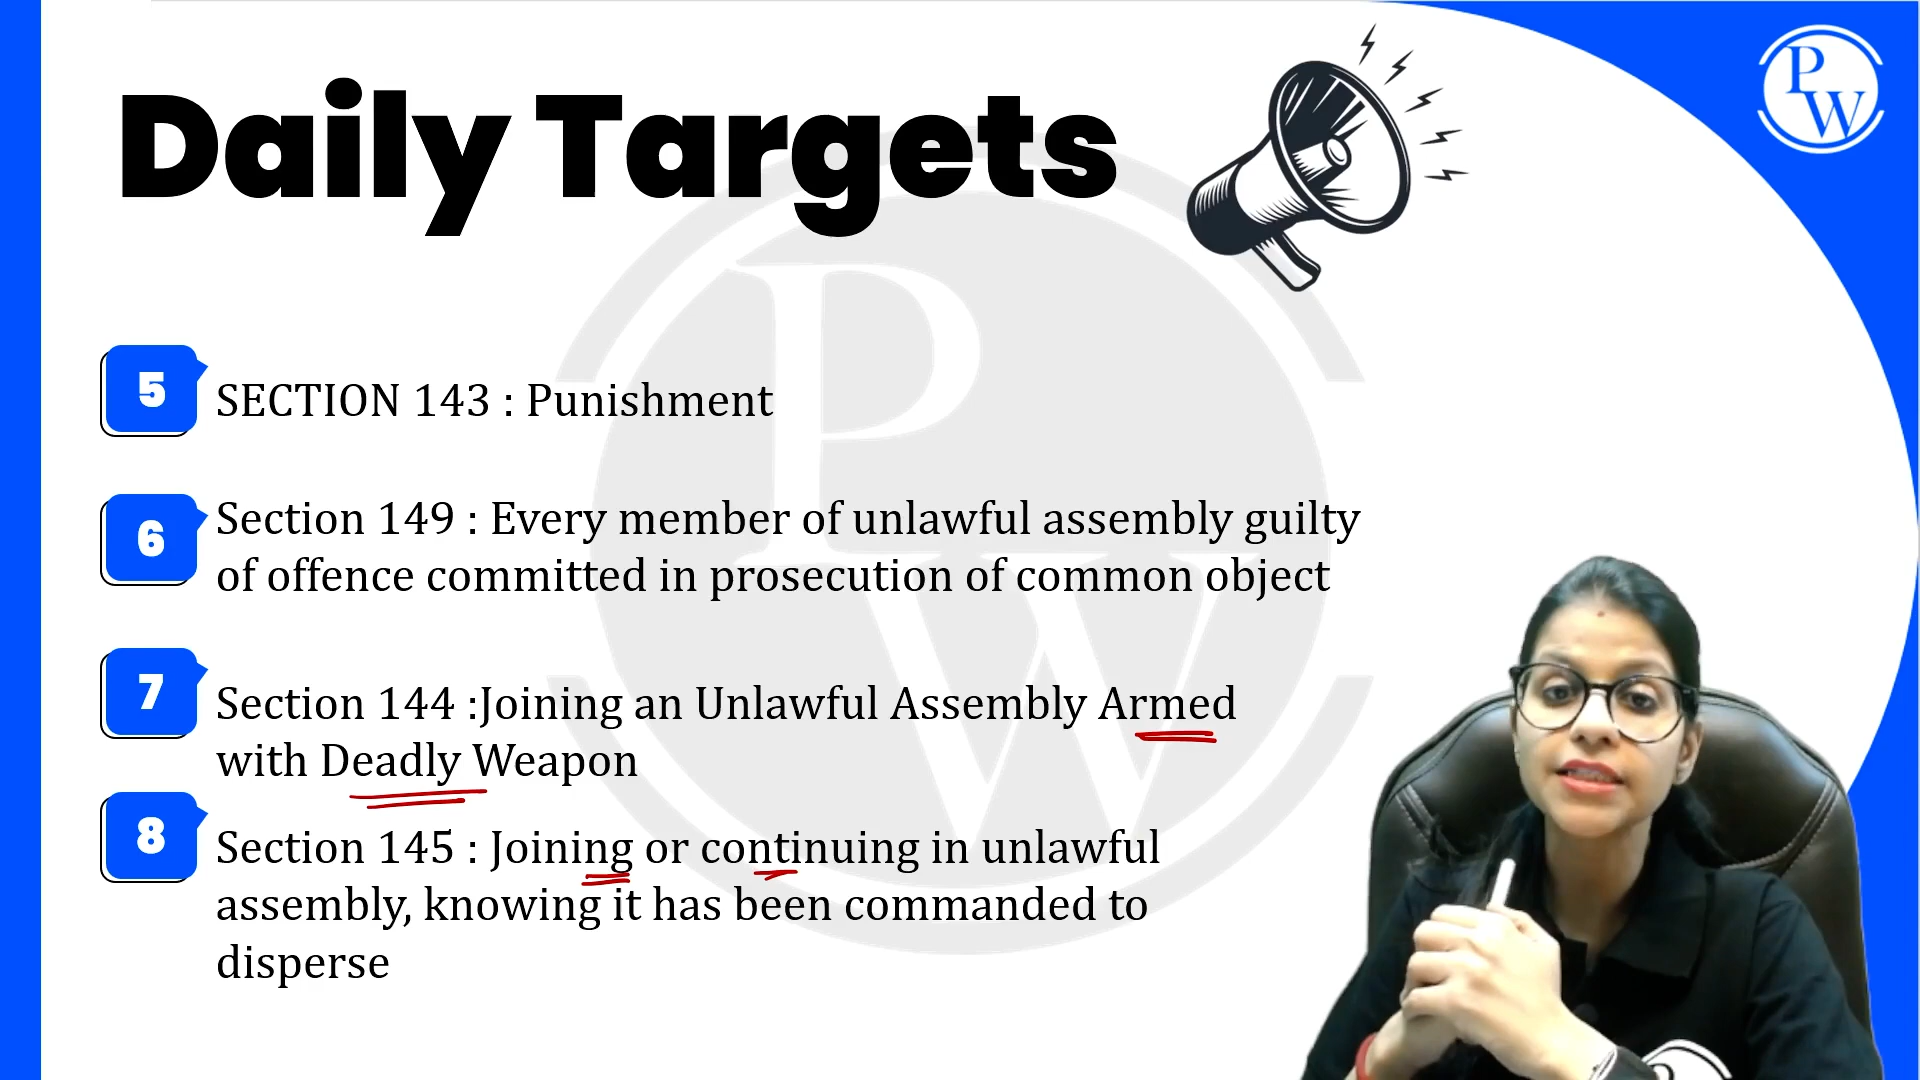 Daily Targets
PW
5
SECTION 143 : Punishment
6
Section 149 : Every member of unlawful assembly guilty
of offence committed in prosecution of common object
7
Section 144 :Joining an Unlawful Assembly Armed
with Deadly Weapon
8
Section 145 : Joining or continuing in unlawful
assembly, knowing it has been commanded to
disperse
PW